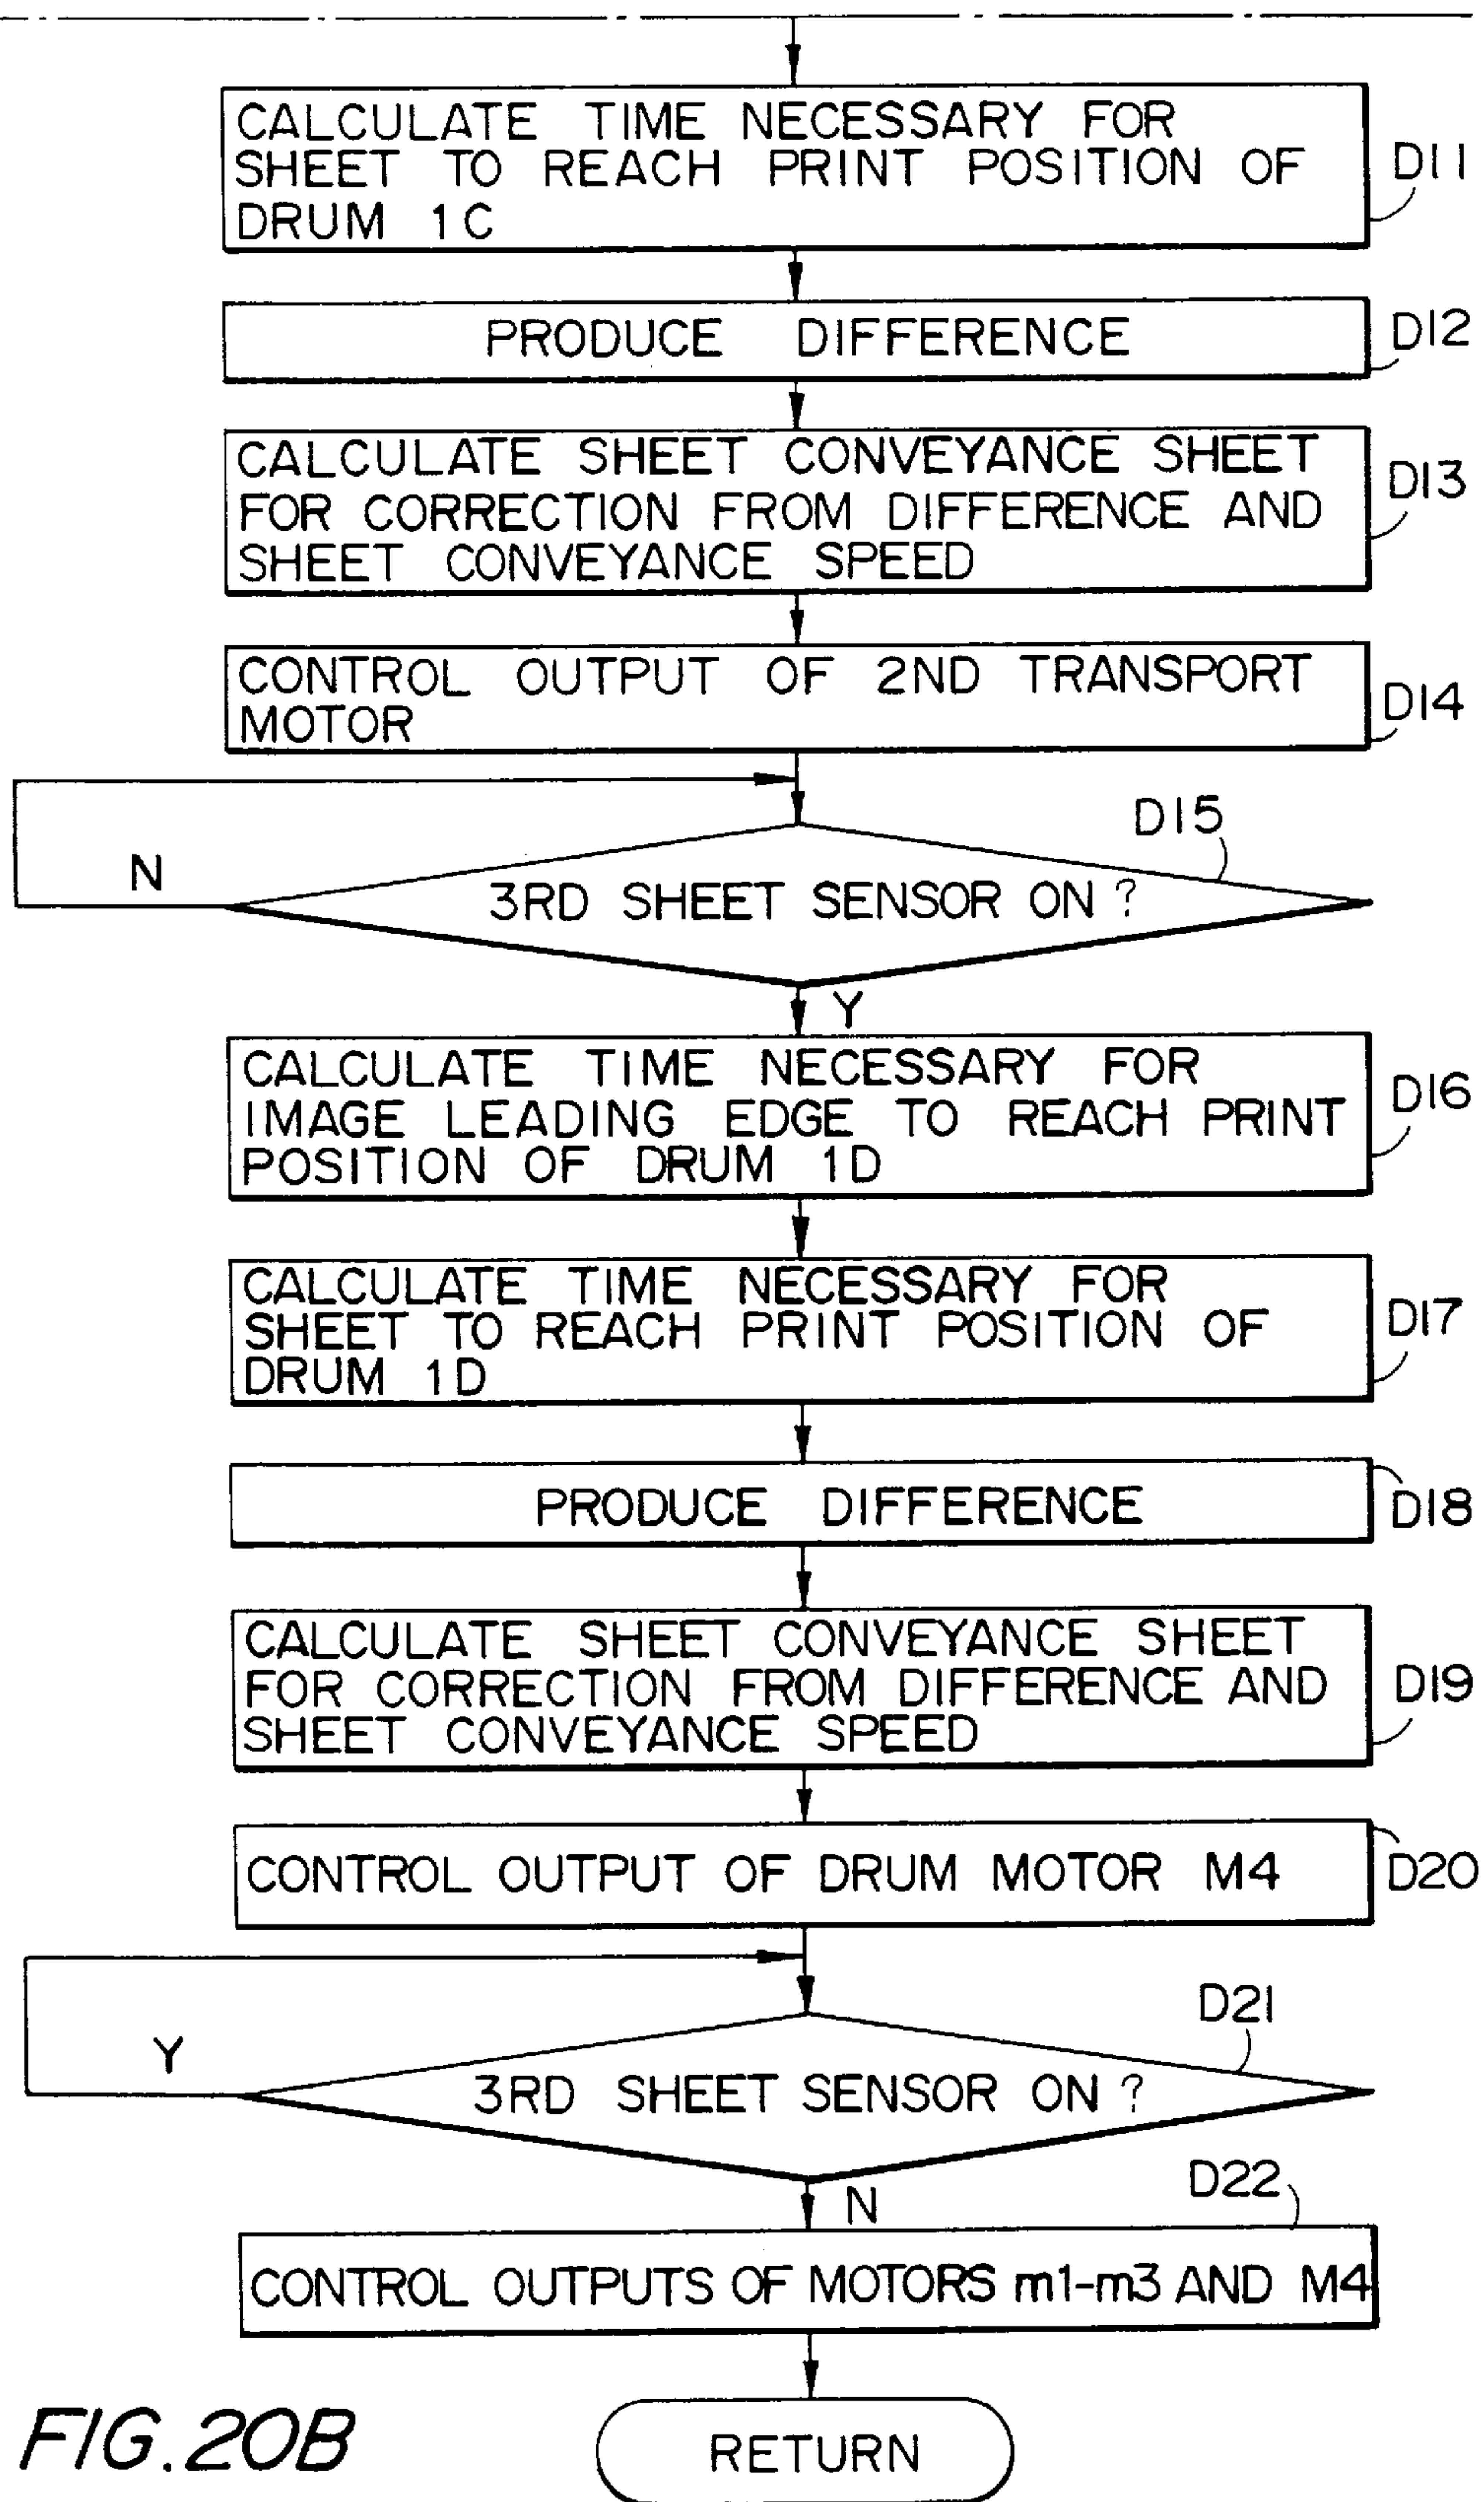 CALCULATE TIME NECESSARY FOR
SHEET TO REACH PRINT POSITION OF
DRUM 1C
D11
PRODUCE DIFFERENCE
D12
CALCULATE SHEET CONVEYANCE SHEET
FOR CORRECTION FROM DIFFERENCE AND
SHEET CONVEYANCE SPEED
D13
CONTROL OUTPUT OF 2ND TRANSPORT
MOTOR
D14
D15
N
3RD SHEET SENSOR ON ?
Y
CALCULATE TIME NECESSARY FOR
IMAGE LEADING EDGE TO REACH PRINT
POSITION OF DRUM 1D
D16
CALCULATE TIME NECESSARY FOR
SHEET TO REACH PRINT POSITION OF
DRUM 1D
D17
PRODUCE DIFFERENCE
D18
CALCULATE SHEET CONVEYANCE SHEET
FOR CORRECTION FROM DIFFERENCE AND
SHEET CONVEYANCE SPEED
D19
CONTROL OUTPUT OF DRUM MOTOR M4
D20
D21
Y
3RD SHEET SENSOR ON ?
N
D22
CONTROL OUTPUTS OF MOTORS m1-m3 AND M4
RETURN
FIG.20B